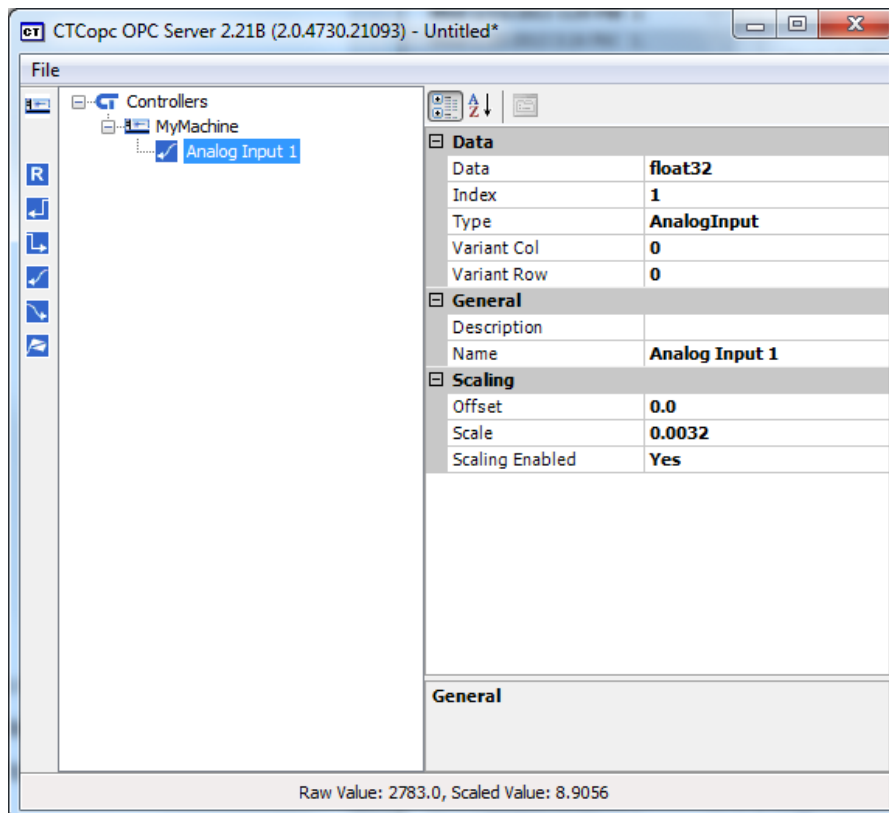 CT CTCopc OPC Server 2.21B (2.0.4730.21093) - Untitled*
File
CT Controllers
MyMachine
Analog Input 1
R
A
Z
Data
Data float32
Index 1
Type AnalogInput
Variant Col 0
Variant Row 0
General
Description
Name Analog Input 1
Scaling
Offset 0.0
Scale 0.0032
Scaling Enabled Yes
General
Raw Value: 2783.0, Scaled Value: 8.9056